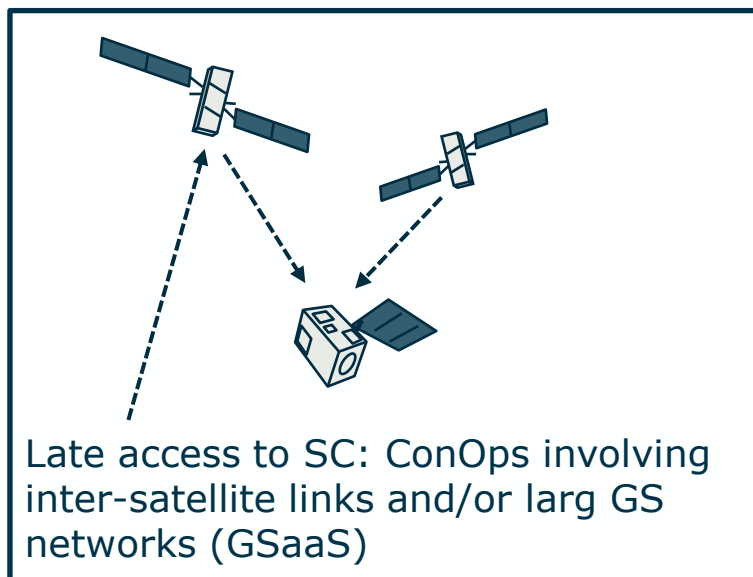 Late access to SC: ConOps involving
inter-satellite links and/or larg GS
networks (GSaaS)